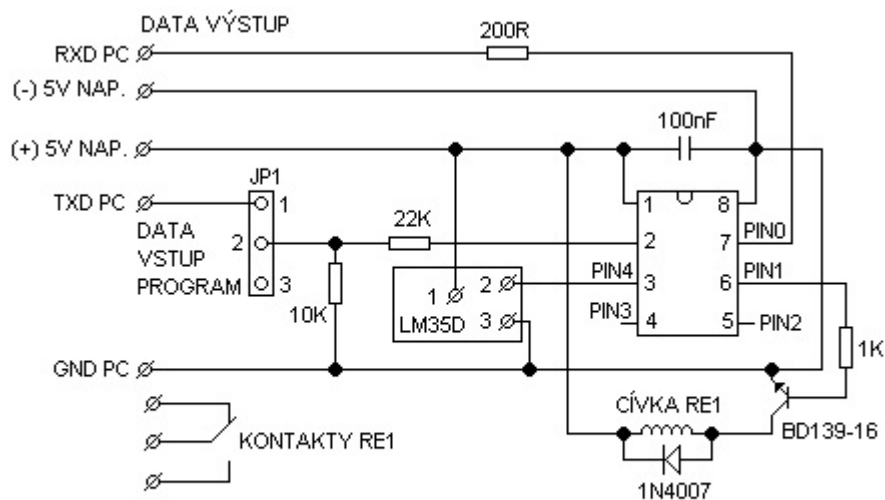 DATA VÝSTUP
RXD PC
200R
(-) 5V NAP.
100nF
(+) 5V NAP.
JP1
TXD PC
1
22K
1
8
DATA
2
2
7
PIN0
VSTUP
PROGRAM
3
10K
1
2
LM35D
3
PIN4
3
6
PIN1
PIN3
4
5
PIN2
1K
GND PC
CÍVKA RE1
BD139-16
KONTAKTY RE1
1N4007